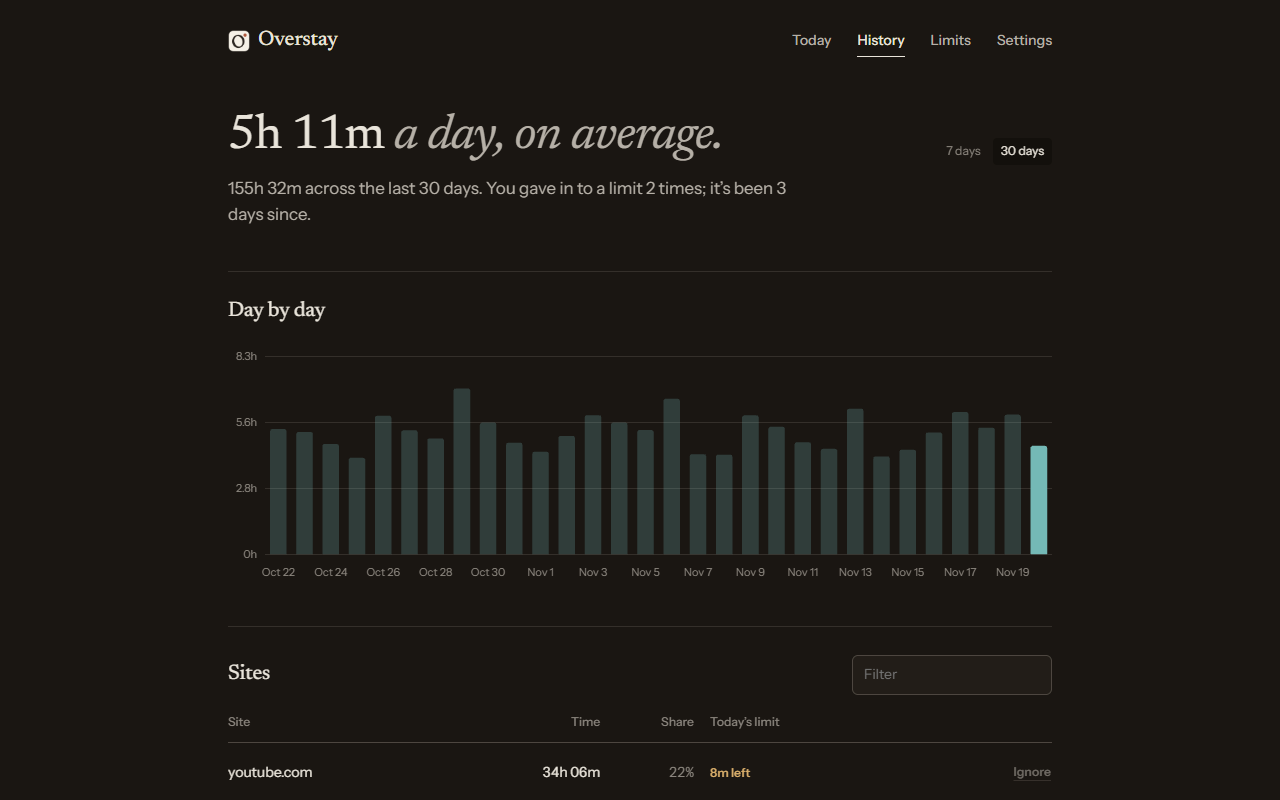 Overstay
Today History Limits Settings
5h 11m a day, on average.
7 days 30 days
155h 32m across the last 30 days. You gave in to a limit 2 times; it’s been 3
days since.
Day by day
8.3h
5.6h
2.8h
0h
Oct 22 Oct 24 Oct 26 Oct 28 Oct 30 Nov 1 Nov 3 Nov 5 Nov 7 Nov 9 Nov 11 Nov 13 Nov 15 Nov 17 Nov 19
Sites
Filter
Site Time Share Today’s limit
youtube.com 34h 06m 22% 8m left Ignore